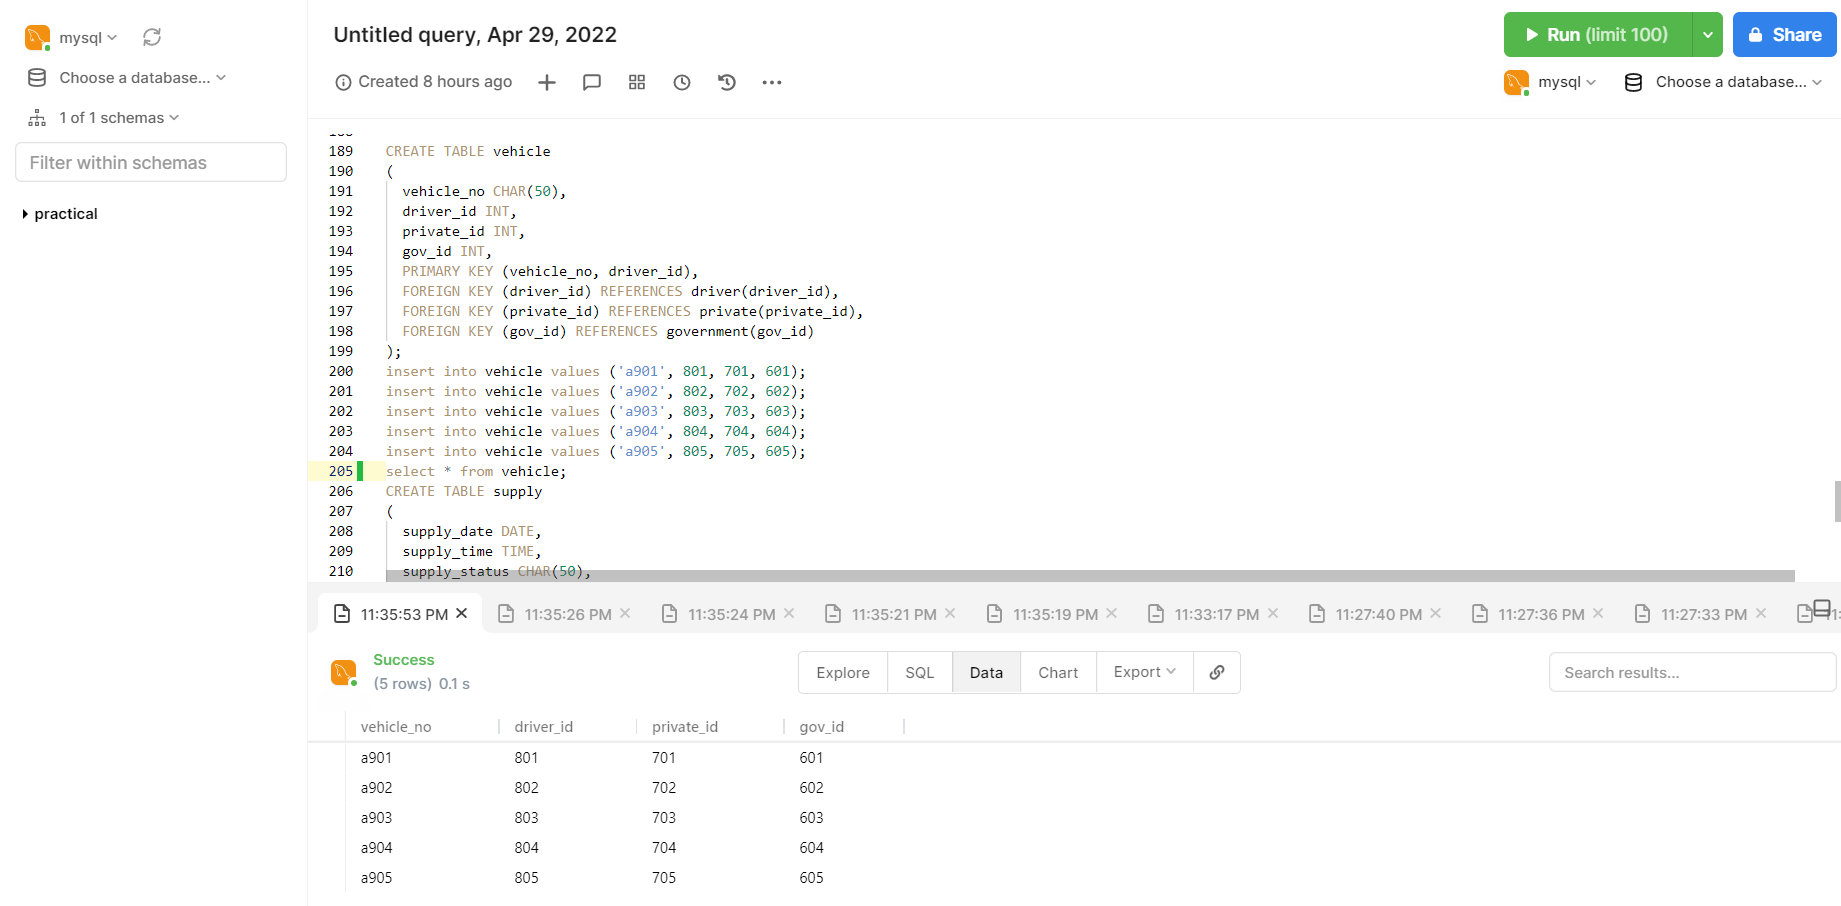 mysql
Choose a database...
1 of 1 schemas
Filter within schemas
practical
Untitled query, Apr 29, 2022
Run (limit 100)
Share
Created 8 hours ago
mysql
Choose a database...
189 CREATE TABLE vehicle
190 (
191 vehicle_no CHAR(50),
192 driver_id INT,
193 private_id INT,
194 gov_id INT,
195 PRIMARY KEY (vehicle_no, driver_id),
196 FOREIGN KEY (driver_id) REFERENCES driver(driver_id),
197 FOREIGN KEY (private_id) REFERENCES private(private_id),
198 FOREIGN KEY (gov_id) REFERENCES government(gov_id)
199 );
200 insert into vehicle values ('a901', 801, 701, 601);
201 insert into vehicle values ('a902', 802, 702, 602);
202 insert into vehicle values ('a903', 803, 703, 603);
203 insert into vehicle values ('a904', 804, 704, 604);
204 insert into vehicle values ('a905', 805, 705, 605);
205 select * from vehicle;
206 CREATE TABLE supply
207 (
208 supply_date DATE,
209 supply_time TIME,
210 supply_status CHAR(50),
11:35:53 PM 11:35:26 PM 11:35:24 PM 11:35:21 PM 11:35:19 PM 11:33:17 PM 11:27:40 PM 11:27:36 PM 11:27:33 PM
Success
(5 rows) 0.1 s
Explore SQL Data Chart Export
Search results...
vehicle_no driver_id private_id gov_id
a901 801 701 601
a902 802 702 602
a903 803 703 603
a904 804 704 604
a905 805 705 605